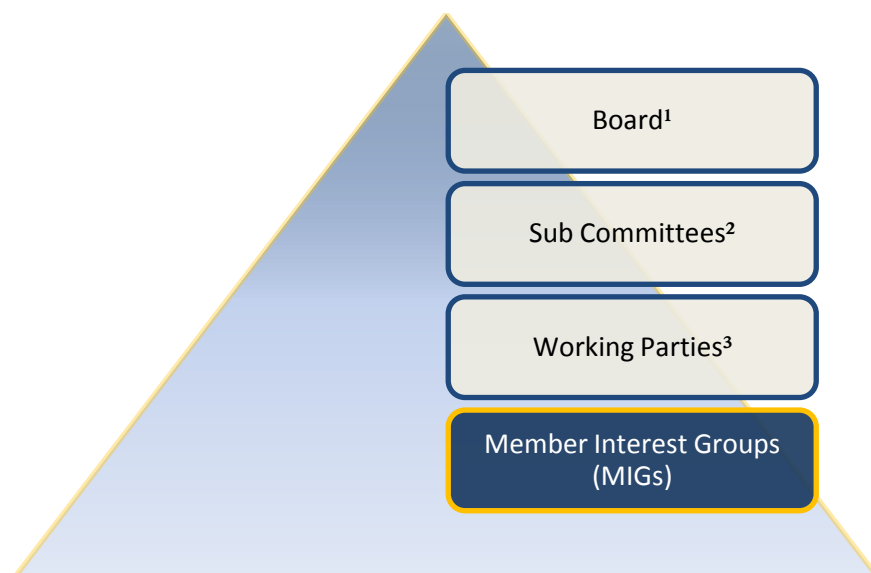 Board¹
Sub Committees²
Working Parties³
Member Interest Groups
(MIGs)